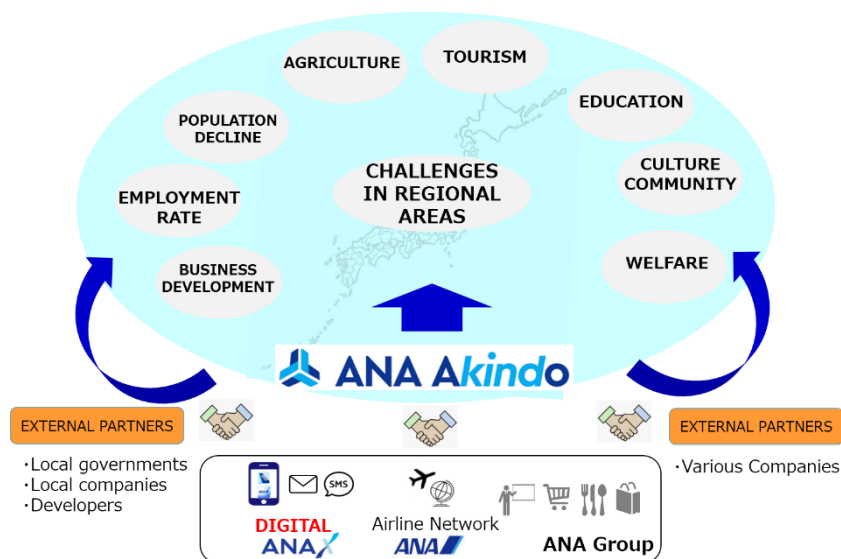 AGRICULTURE
TOURISM
EDUCATION
POPULATION
DECLINE
CHALLENGES
IN REGIONAL
AREAS
CULTURE
COMMUNITY
EMPLOYMENT
RATE
BUSINESS
DEVELOPMENT
WELFARE
ANA Akindo
EXTERNAL PARTNERS
・Local governments
・Local companies
・Developers
EXTERNAL PARTNERS
・Various Companies
SMS
DIGITAL
ANA X
Airline Network
ANA
ANA Group